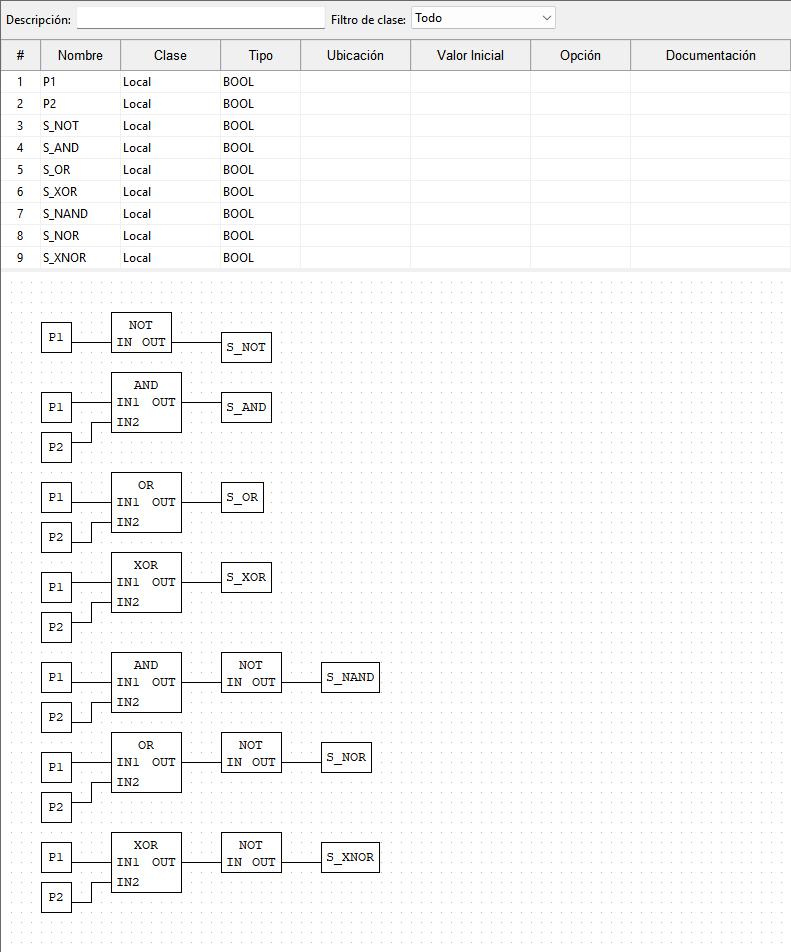 Descripción: Filtro de clase: Todo
# Nombre Clase Tipo Ubicación Valor Inicial Opción Documentación
1 P1 Local BOOL
2 P2 Local BOOL
3 S_NOT Local BOOL
4 S_AND Local BOOL
5 S_OR Local BOOL
6 S_XOR Local BOOL
7 S_NAND Local BOOL
8 S_NOR Local BOOL
9 S_XNOR Local BOOL
NOT
P1 IN OUT S_NOT
AND
P1 IN1 OUT S_AND
P2 IN2
OR
P1 IN1 OUT S_OR
P2 IN2
XOR
P1 IN1 OUT S_XOR
P2 IN2
AND NOT
P1 IN1 OUT IN OUT S_NAND
P2 IN2
OR NOT
P1 IN1 OUT IN OUT S_NOR
P2 IN2
XOR NOT
P1 IN1 OUT IN OUT S_XNOR
P2 IN2